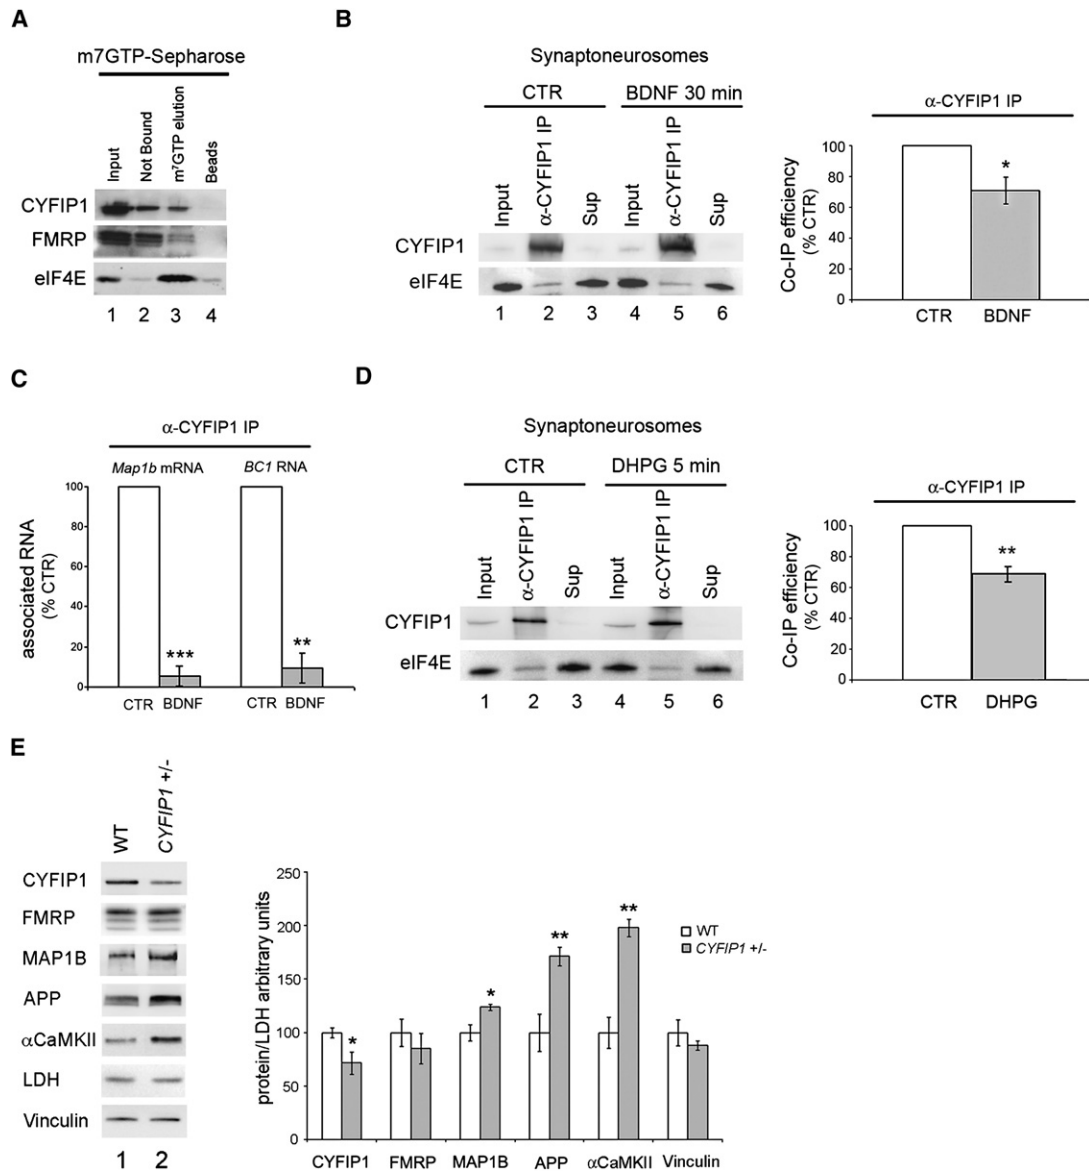 A
m7GTP-Sepharose
Input
Not Bound
m⁷GTP elution
Beads
CYFIP1
FMRP
eIF4E
1 2 3 4
B
Synaptoneurosomes
CTR BDNF 30 min
Input
α-CYFIP1 IP
Sup
Input
α-CYFIP1 IP
Sup
CYFIP1
eIF4E
1 2 3 4 5 6
α-CYFIP1 IP
Co-IP efficiency
(% CTR)
100
80
60
40
20
0
*
CTR BDNF
C
α-CYFIP1 IP
Map1b mRNA BC1 RNA
associated RNA
(% CTR)
100
80
60
40
20
0
*** **
CTR BDNF CTR BDNF
D
Synaptoneurosomes
CTR DHPG 5 min
Input
α-CYFIP1 IP
Sup
Input
α-CYFIP1 IP
Sup
CYFIP1
eIF4E
1 2 3 4 5 6
α-CYFIP1 IP
Co-IP efficiency
(% CTR)
100
80
60
40
20
0
**
CTR DHPG
E
WT
CYFIP1 +/-
CYFIP1
FMRP
MAP1B
APP
αCaMKII
LDH
Vinculin
1 2
protein/LDH arbitrary units
250
200
150
100
50
0
* * ** **
WT
CYFIP1 +/-
CYFIP1 FMRP MAP1B APP αCaMKII Vinculin